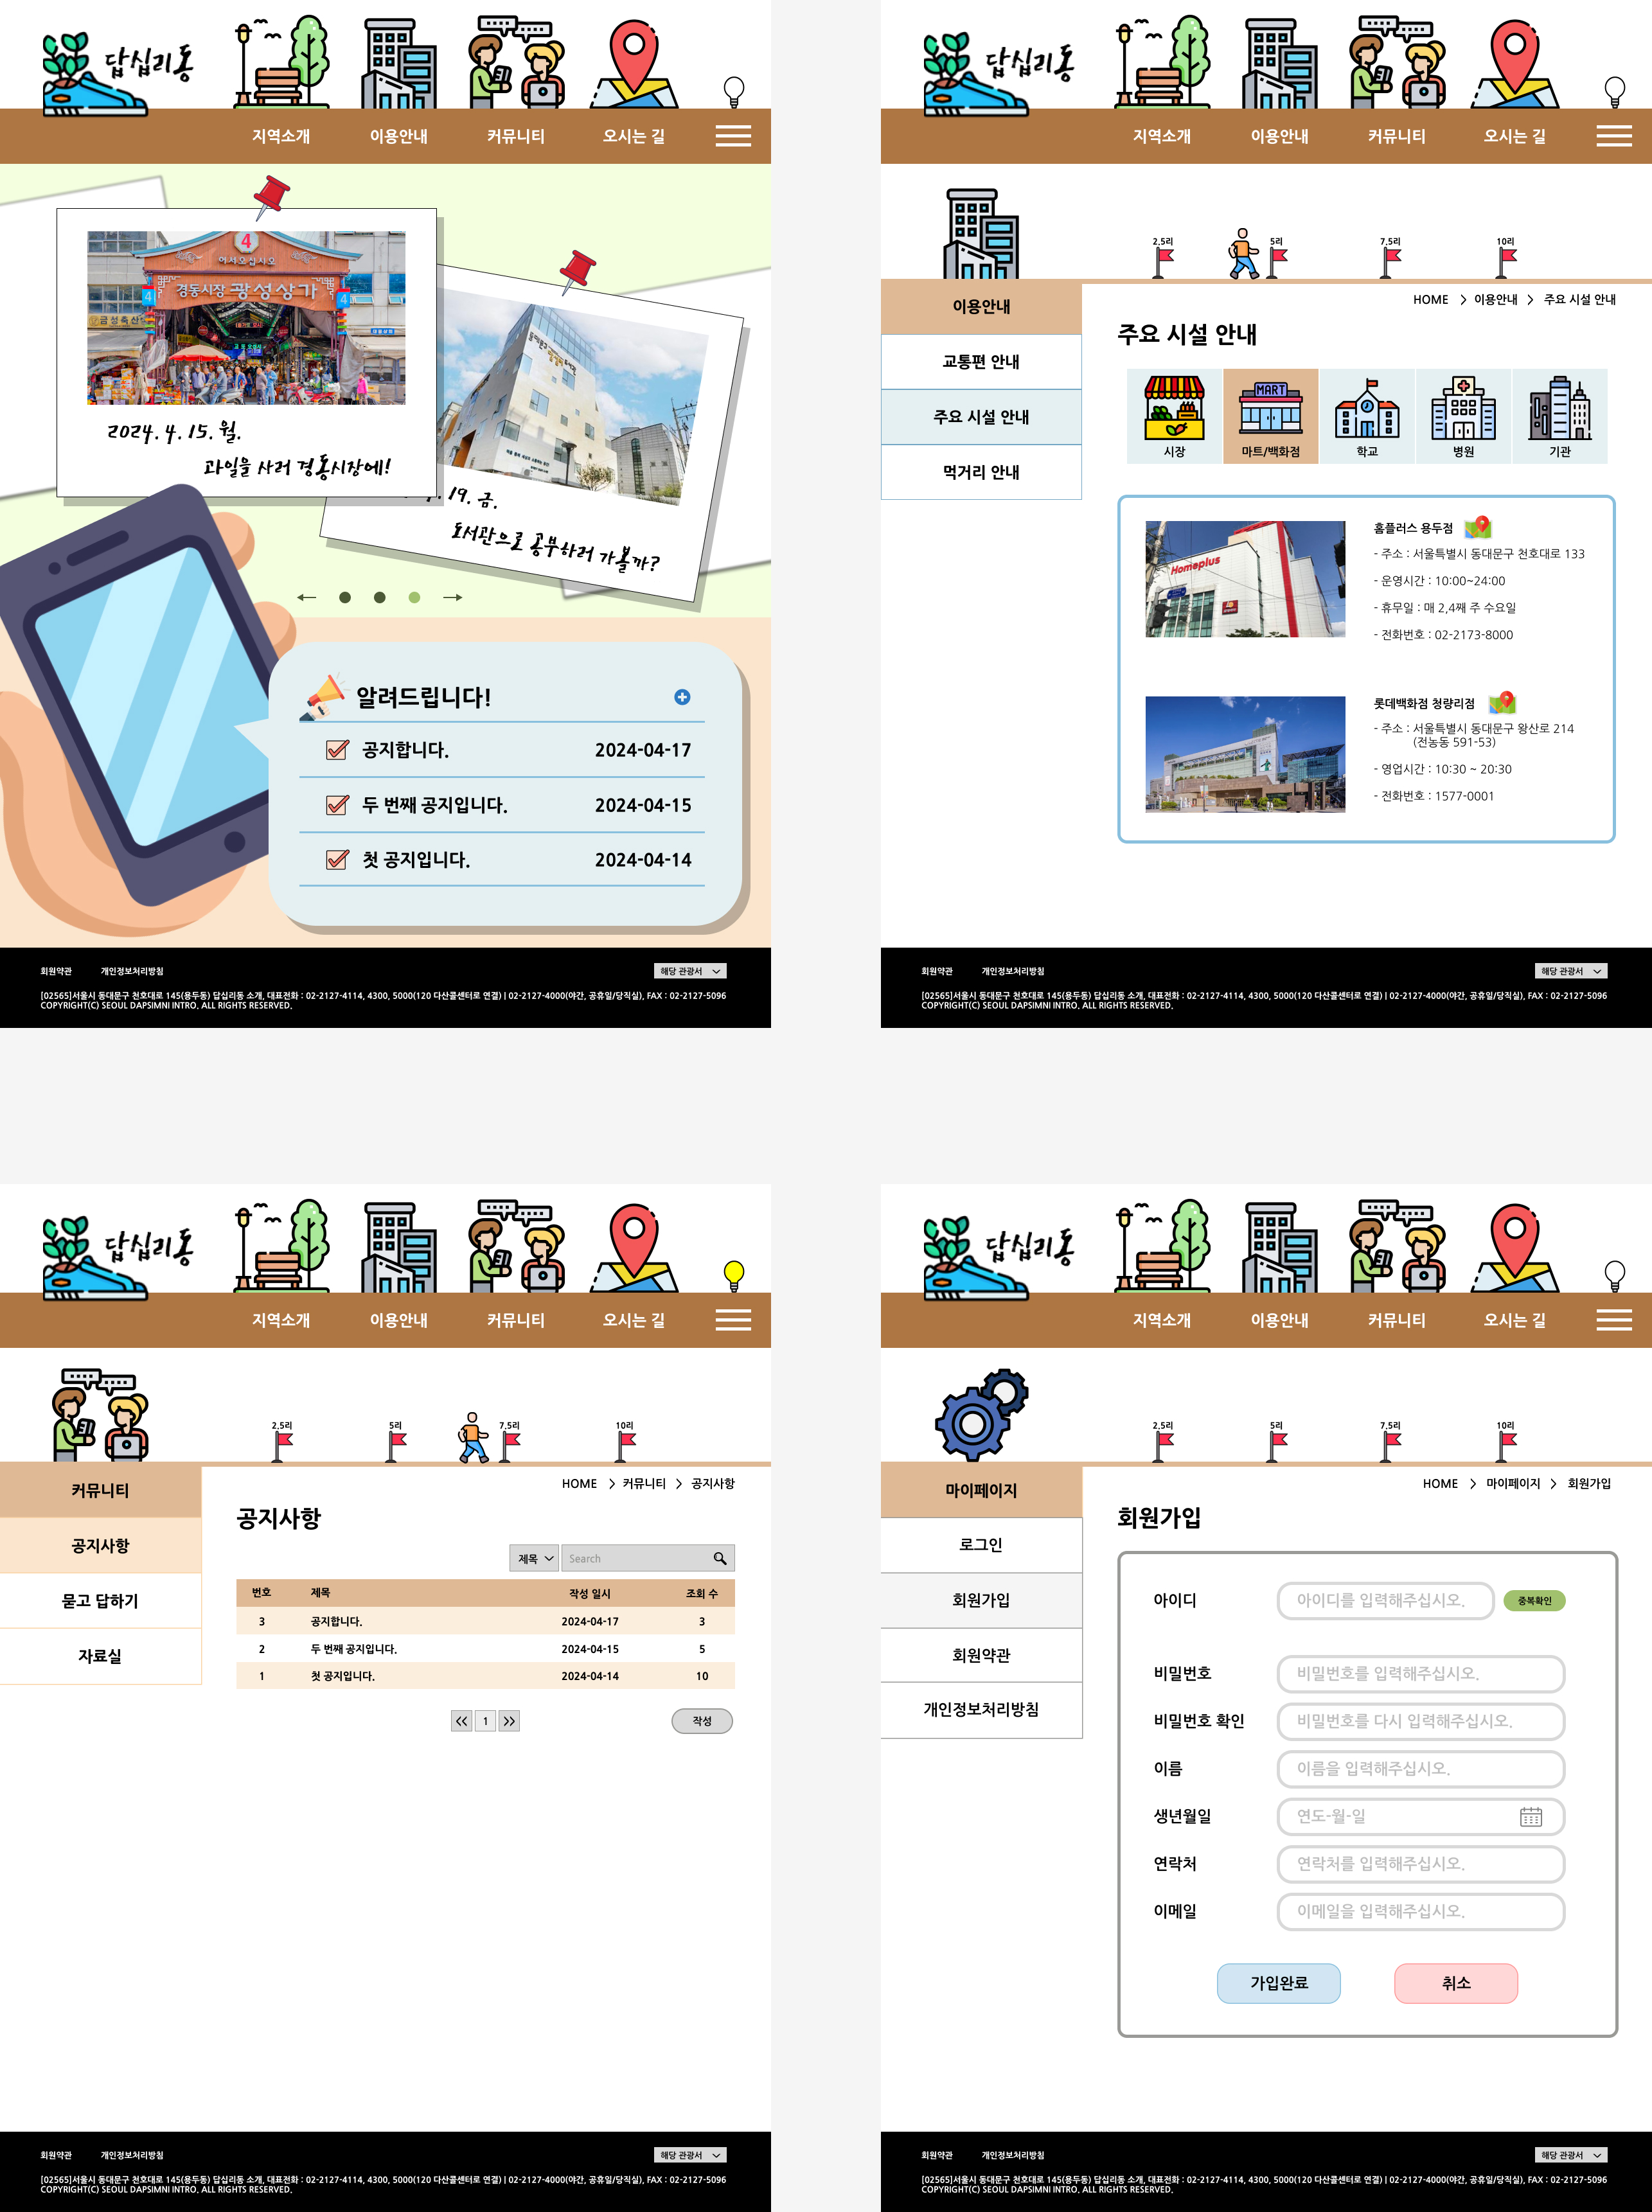 답십리동
지역소개 이용안내 커뮤니티 오시는 길
4
어서오십시오
경동시장 광성상가
4 4
2024. 4. 15. 월.
과일을 사러 경동시장에!
19. 금.
도서관으로 공부하러 가볼까?
알려드립니다!
공지합니다. 2024-04-17
두 번째 공지입니다. 2024-04-15
첫 공지입니다. 2024-04-14
회원약관 개인정보처리방침 해당 관광서
[02565]서울시 동대문구 천호대로 145(용두동) 답십리동 소개, 대표전화 : 02-2127-4114, 4300, 5000(120 다산콜센터로 연결) | 02-2127-4000(야간, 공휴일/당직실), FAX : 02-2127-5096
COPYRIGHT(C) SEOUL DAPSIMNI INTRO. ALL RIGHTS RESERVED.
답십리동
지역소개 이용안내 커뮤니티 오시는 길
2.5리 5리 7.5리 10리
이용안내
교통편 안내
주요 시설 안내
먹거리 안내
HOME > 이용안내 > 주요 시설 안내
주요 시설 안내
MART
시장 마트/백화점 학교 병원 기관
Homeplus
홈플러스 용두점
- 주소 : 서울특별시 동대문구 천호대로 133
- 운영시간 : 10:00~24:00
- 휴무일 : 매 2,4째 주 수요일
- 전화번호 : 02-2173-8000
롯데백화점 청량리점
- 주소 : 서울특별시 동대문구 왕산로 214
(전농동 591-53)
- 영업시간 : 10:30 ~ 20:30
- 전화번호 : 1577-0001
회원약관 개인정보처리방침 해당 관광서
[02565]서울시 동대문구 천호대로 145(용두동) 답십리동 소개, 대표전화 : 02-2127-4114, 4300, 5000(120 다산콜센터로 연결) | 02-2127-4000(야간, 공휴일/당직실), FAX : 02-2127-5096
COPYRIGHT(C) SEOUL DAPSIMNI INTRO. ALL RIGHTS RESERVED.
답십리동
지역소개 이용안내 커뮤니티 오시는 길
2.5리 5리 7.5리 10리
커뮤니티
공지사항
묻고 답하기
자료실
HOME > 커뮤니티 > 공지사항
공지사항
제목 Search
번호 제목 작성 일시 조회 수
3 공지합니다. 2024-04-17 3
2 두 번째 공지입니다. 2024-04-15 5
1 첫 공지입니다. 2024-04-14 10
<< 1 >> 작성
회원약관 개인정보처리방침 해당 관광서
[02565]서울시 동대문구 천호대로 145(용두동) 답십리동 소개, 대표전화 : 02-2127-4114, 4300, 5000(120 다산콜센터로 연결) | 02-2127-4000(야간, 공휴일/당직실), FAX : 02-2127-5096
COPYRIGHT(C) SEOUL DAPSIMNI INTRO. ALL RIGHTS RESERVED.
답십리동
지역소개 이용안내 커뮤니티 오시는 길
2.5리 5리 7.5리 10리
마이페이지
로그인
회원가입
회원약관
개인정보처리방침
HOME > 마이페이지 > 회원가입
회원가입
아이디 아이디를 입력해주십시오. 중복확인
비밀번호 비밀번호를 입력해주십시오.
비밀번호 확인 비밀번호를 다시 입력해주십시오.
이름 이름을 입력해주십시오.
생년월일 연도-월-일
연락처 연락처를 입력해주십시오.
이메일 이메일을 입력해주십시오.
가입완료 취소
회원약관 개인정보처리방침 해당 관광서
[02565]서울시 동대문구 천호대로 145(용두동) 답십리동 소개, 대표전화 : 02-2127-4114, 4300, 5000(120 다산콜센터로 연결) | 02-2127-4000(야간, 공휴일/당직실), FAX : 02-2127-5096
COPYRIGHT(C) SEOUL DAPSIMNI INTRO. ALL RIGHTS RESERVED.